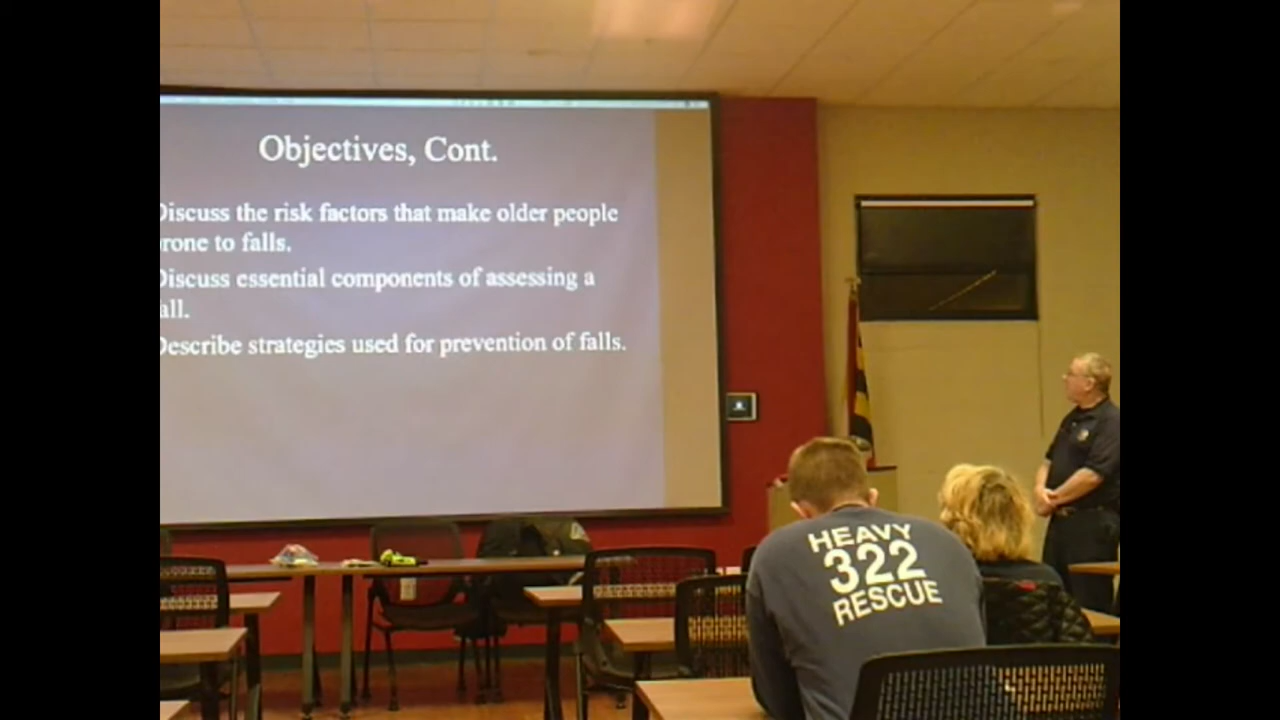 Objectives, Cont.
Discuss the risk factors that make older people
rone to falls.
Discuss essential components of assessing a
all.
Describe strategies used for prevention of falls.
HEAVY
322
RESCUE